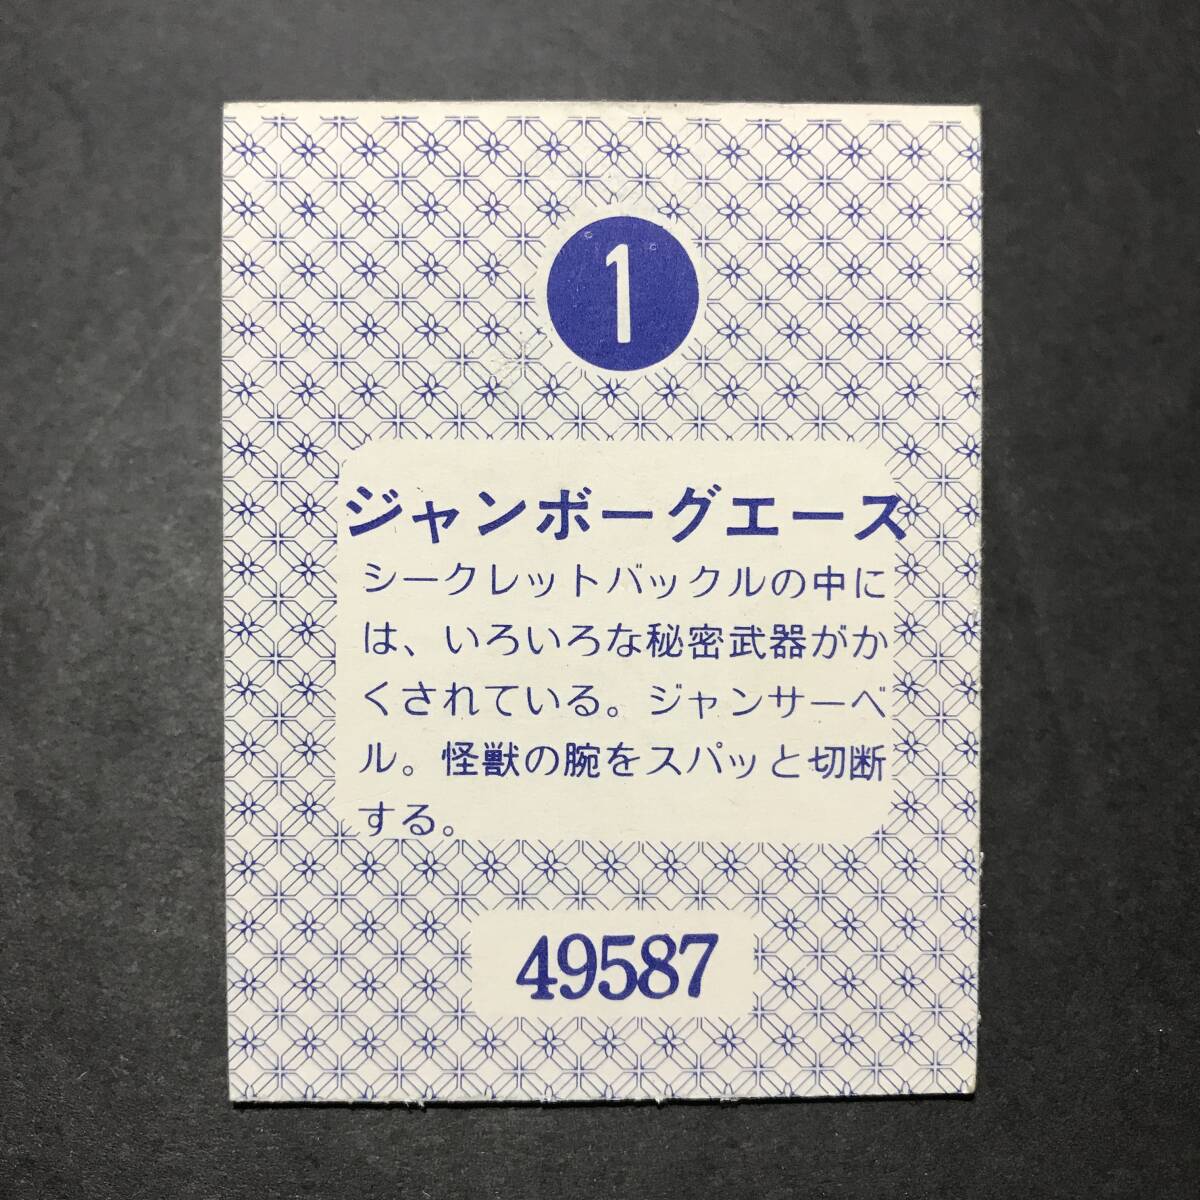 1
ジャンボーグエース
シークレットバックルの中に
は、いろいろな秘密武器がか
くされている。ジャンサーベ
ル。怪獣の腕をスパッと切断
する。
49587